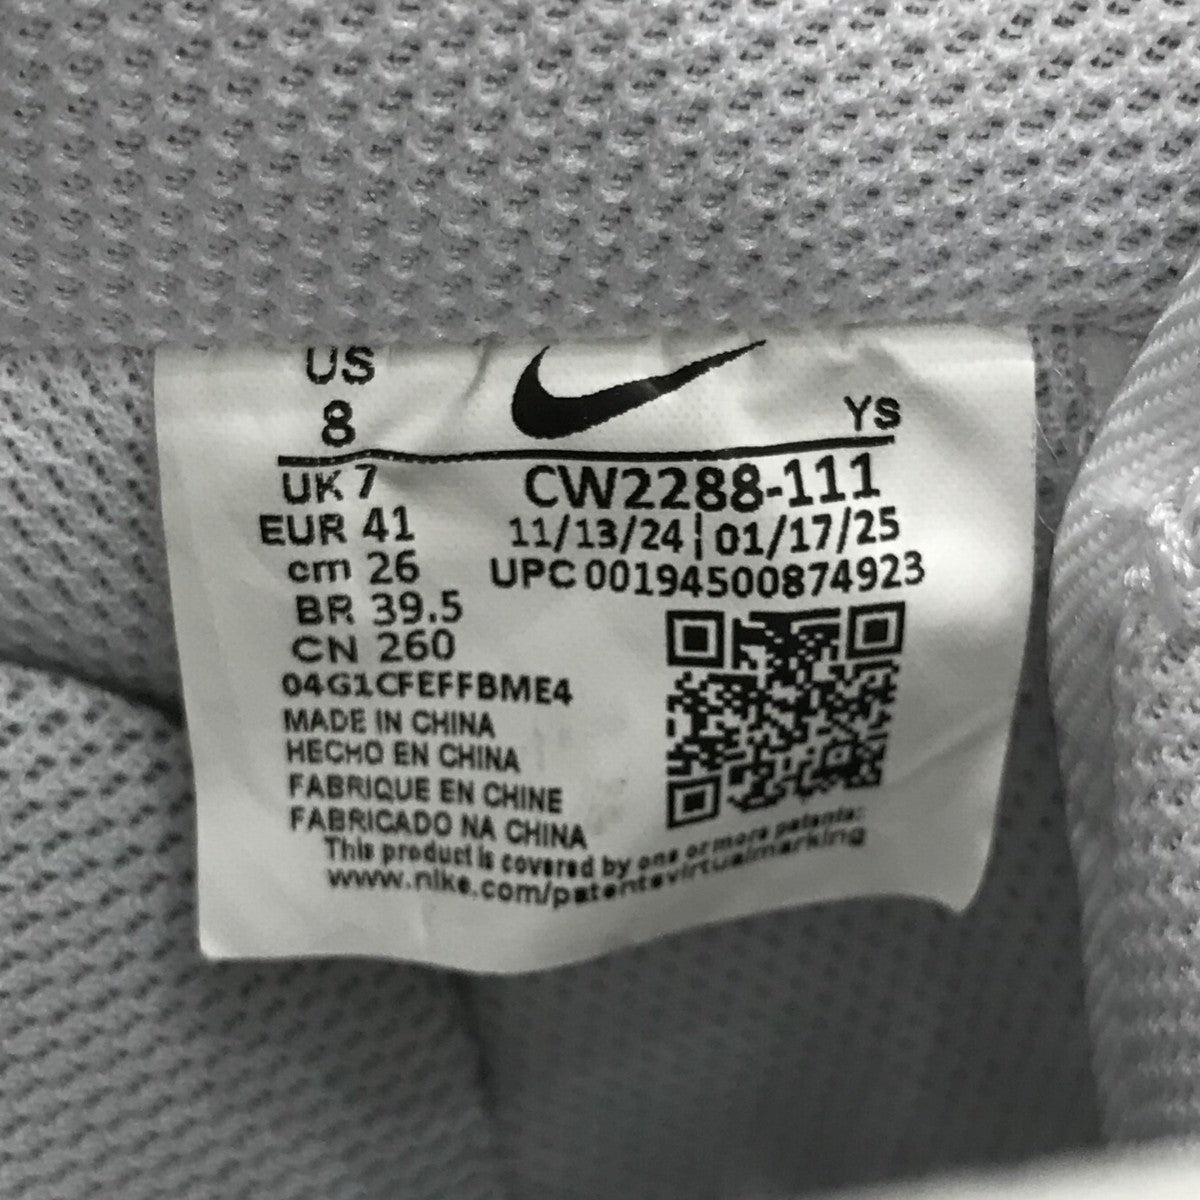 US
8
YS
UK 7
CW2288-111
EUR 41
11/13/24 | 01/17/25
cm 26
UPC 00194500874923
BR 39.5
CN 260
04G1CFEFFBME4
MADE IN CHINA
HECHO EN CHINA
FABRIQUE EN CHINE
FABRICADO NA CHINA
This product is covered by one or more patents:
www.nike.com/patentsvirtualmarking